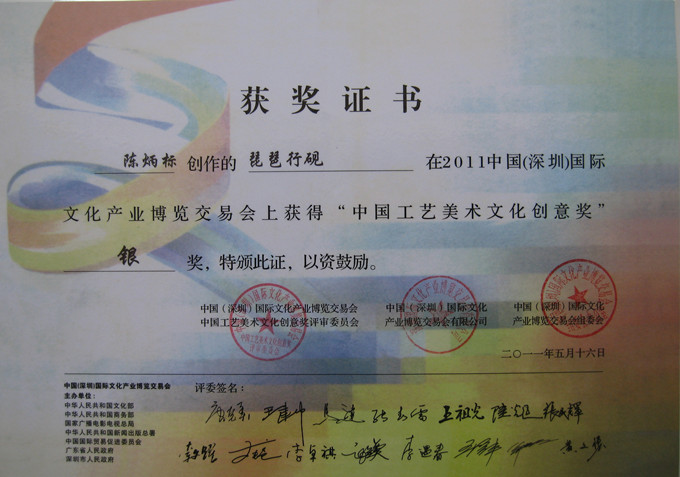 获奖证书
陈炳标 创作的 琵琶行砚 在2011中国(深圳)国际
文化产业博览交易会上获得“中国工艺美术文化创意奖”
银 奖，特颁此证，以资鼓励。
中国（深圳）国际文化产业博览交易会
中国工艺美术文化创意奖评审委员会
中国（深圳）国际文化
产业博览交易会有限公司
中国（深圳）国际文化
产业博览交易会组委会
二〇一一年五月十六日
中国(深圳)国际文化产业博览交易会
主办单位：
中华人民共和国文化部
中华人民共和国商务部
国家广播电影电视总局
中华人民共和国新闻出版总署
中国国际贸易促进委员会
广东省人民政府
深圳市人民政府
评委签名：
王祖光